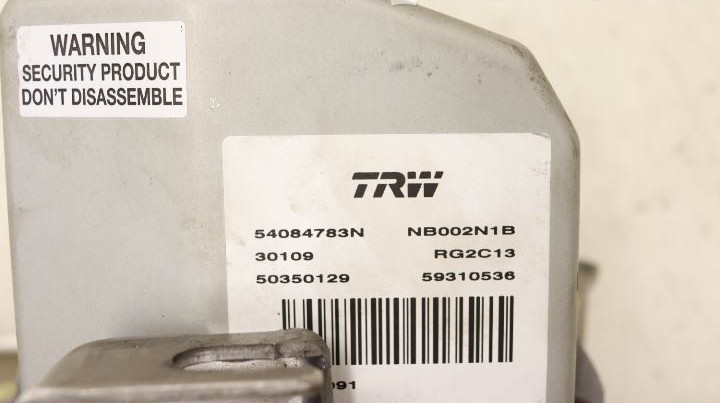 WARNING
SECURITY PRODUCT
DON'T DISASSEMBLE
TRW
54084783N NB002N1B
30109 RG2C13
50350129 59310536